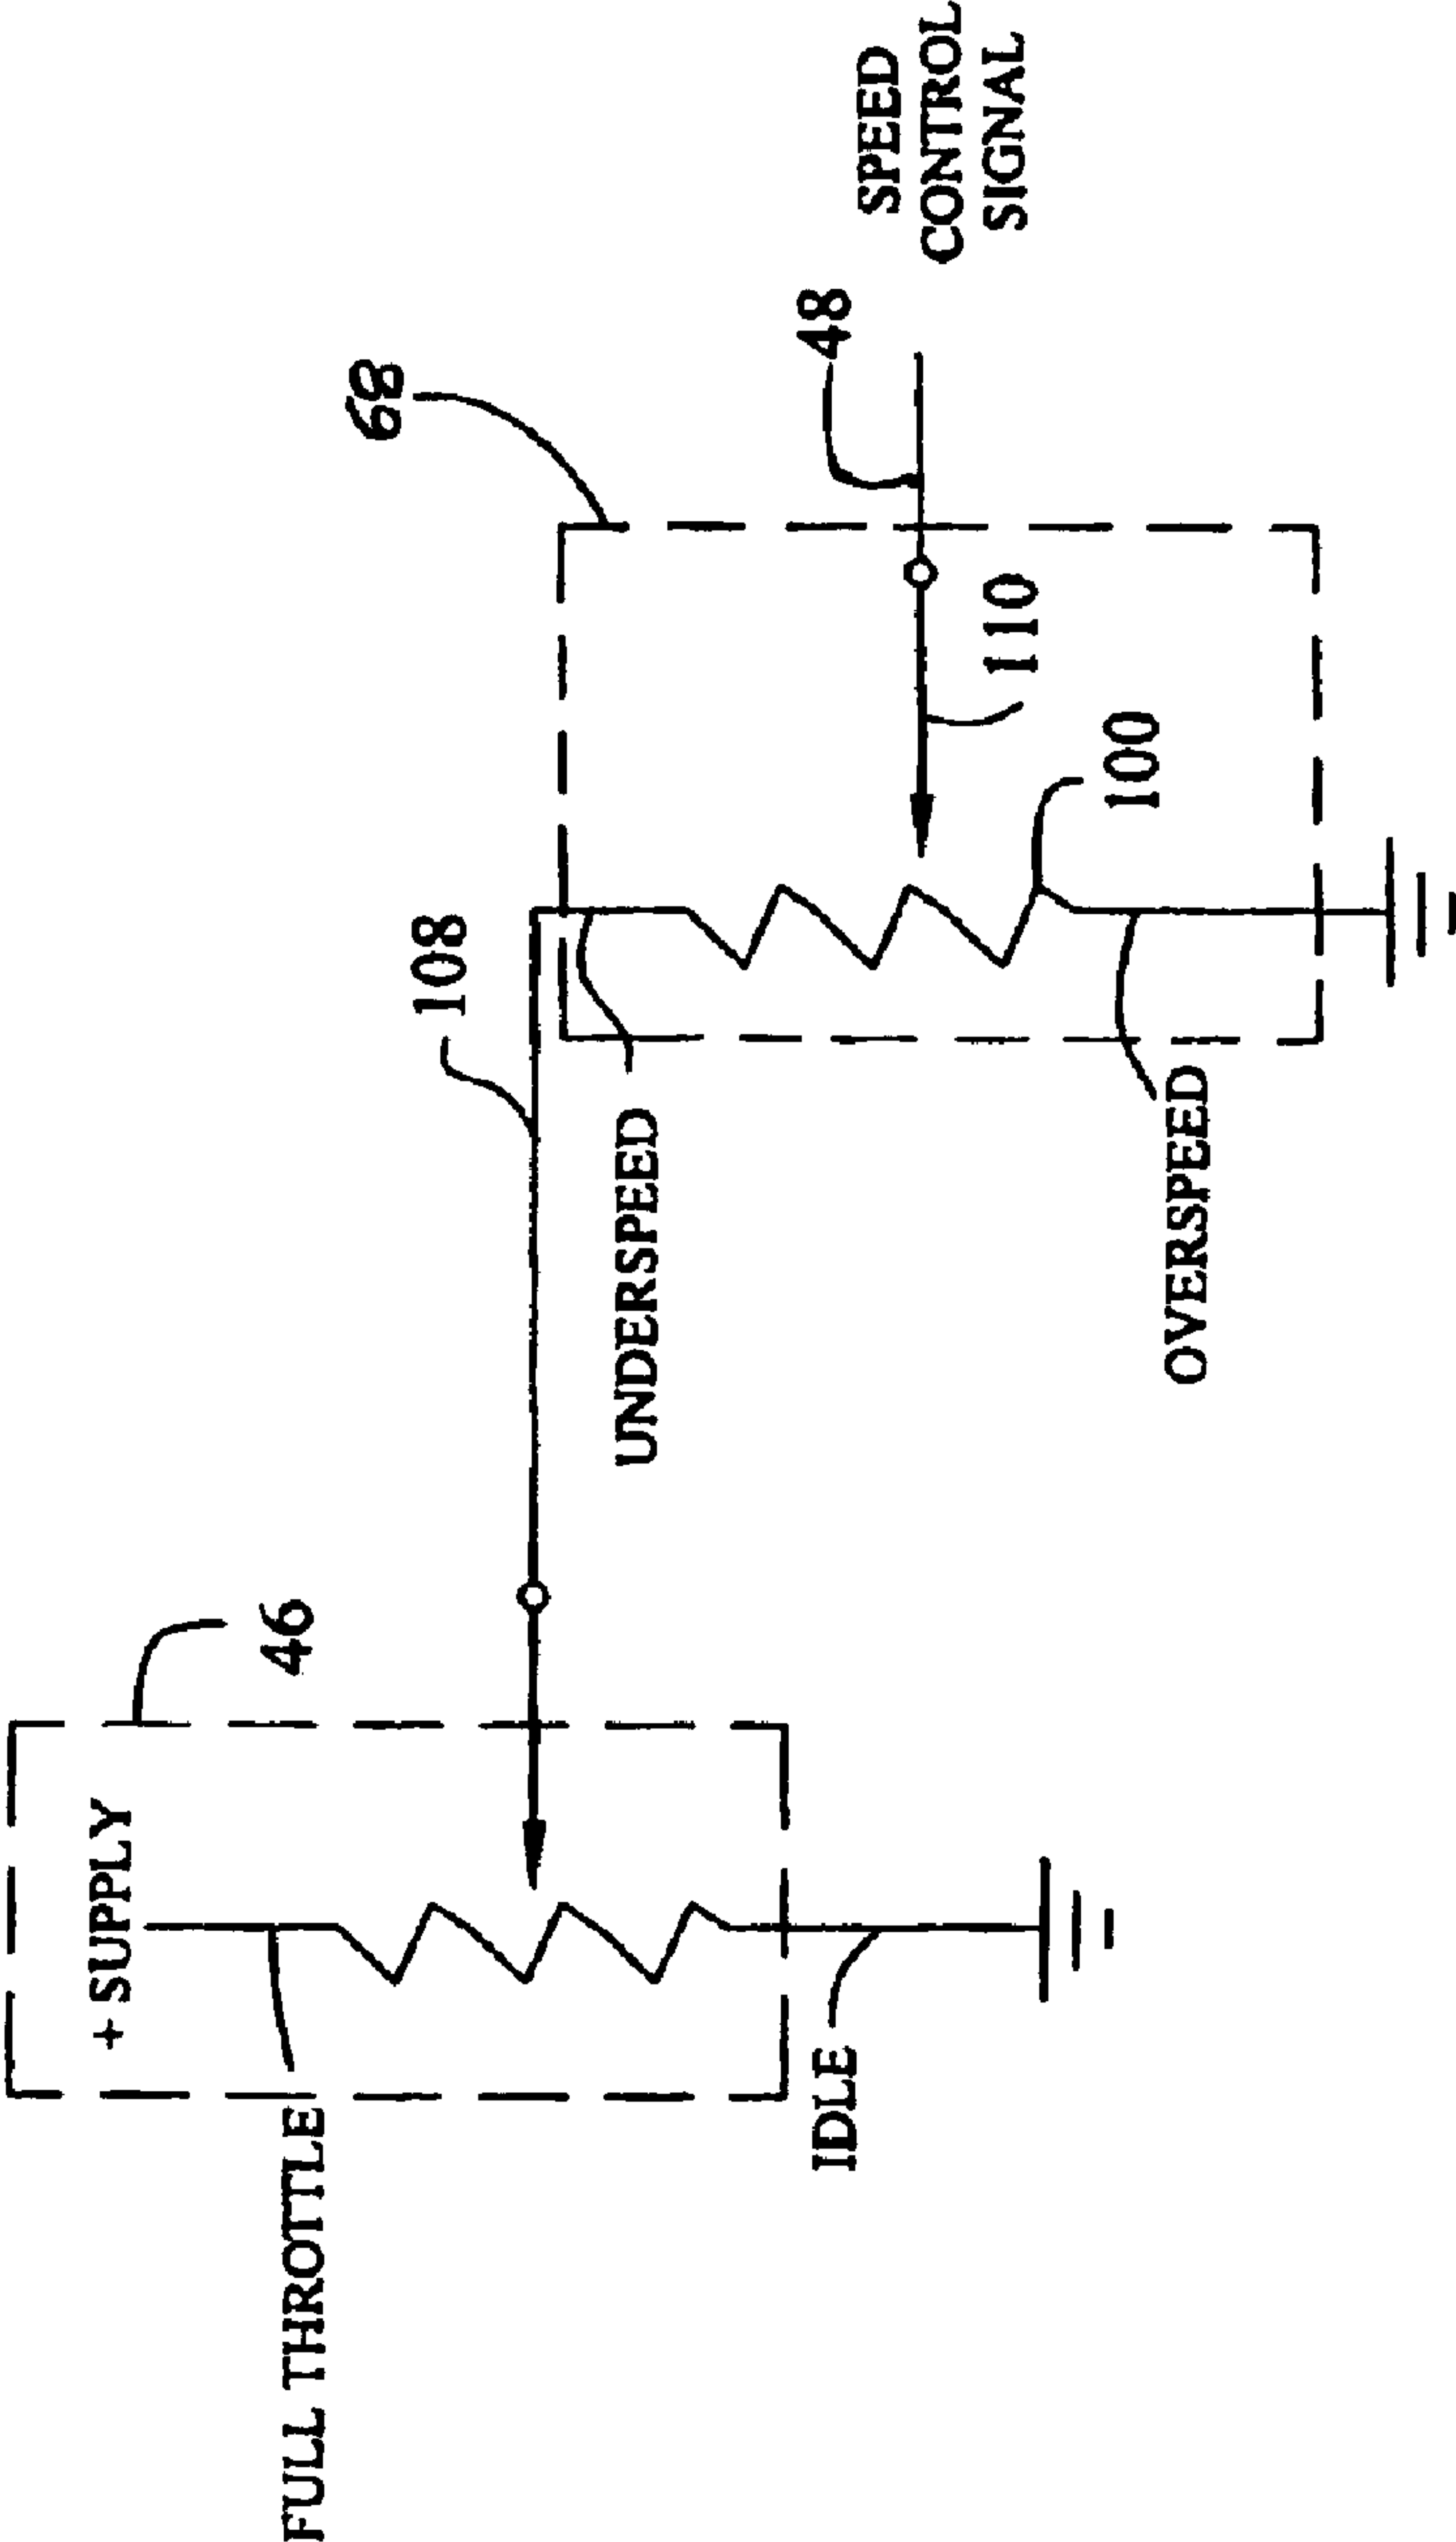 + SUPPLY
46
FULL THROTTLE
IDLE
108
68
UNDERSPEED
48
SPEED
CONTROL
SIGNAL
110
100
OVERSPEED